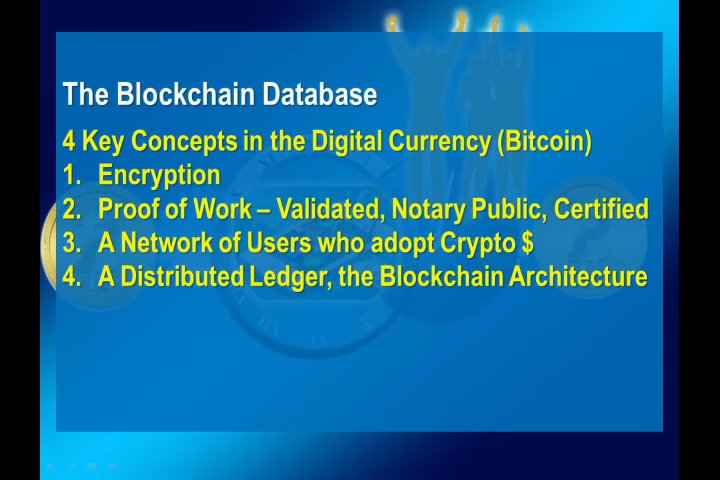 The Blockchain Database
4 Key Concepts in the Digital Currency (Bitcoin)
1. Encryption
2. Proof of Work – Validated, Notary Public, Certified
3. A Network of Users who adopt Crypto $
4. A Distributed Ledger, the Blockchain Architecture